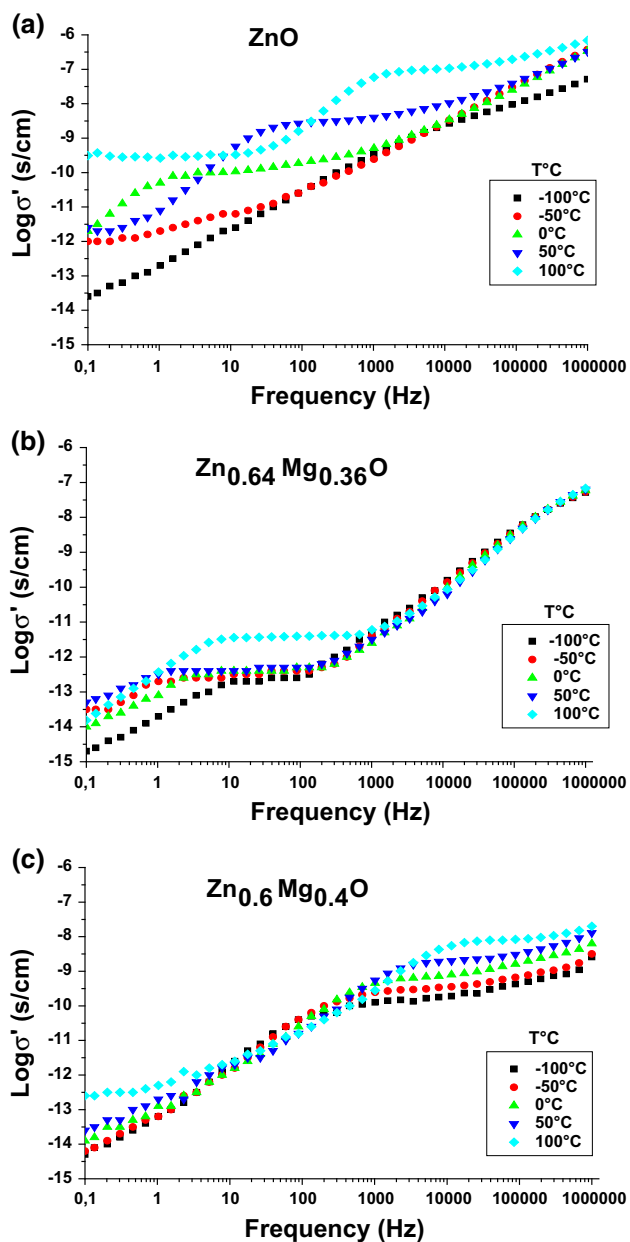 (a)
ZnO
Logσ' (s/cm)
-6
-7
-8
-9
-10
-11
-12
-13
-14
-15
T°C
-100°C
-50°C
0°C
50°C
100°C
0,1 1 10 100 1000 10000 100000 1000000
Frequency (Hz)
(b)
Zn0.64 Mg0.36O
Logσ' (s/cm)
-6
-7
-8
-9
-10
-11
-12
-13
-14
-15
T°C
-100°C
-50°C
0°C
50°C
100°C
0,1 1 10 100 1000 10000 100000 1000000
Frequency (Hz)
(c)
Zn0.6 Mg0.4O
Logσ' (s/cm)
-6
-7
-8
-9
-10
-11
-12
-13
-14
-15
T°C
-100°C
-50°C
0°C
50°C
100°C
0,1 1 10 100 1000 10000 100000 1000000
Frequency (Hz)